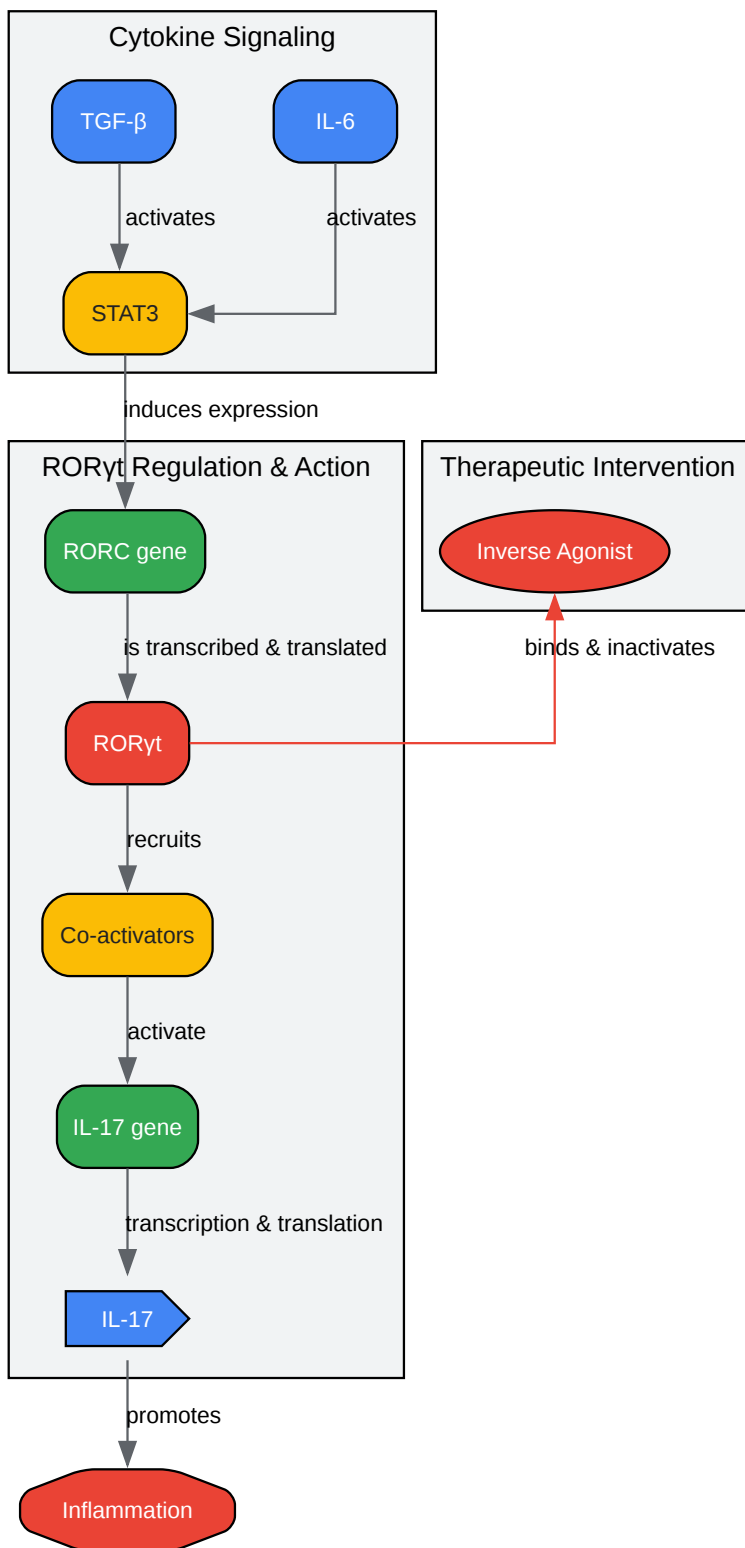 Cytokine Signaling
TGF-β
IL-6
activates
activates
STAT3
induces expression
RORγt Regulation & Action
Therapeutic Intervention
RORC gene
Inverse Agonist
is transcribed & translated
binds & inactivates
RORγt
recruits
Co-activators
activate
IL-17 gene
transcription & translation
IL-17
promotes
Inflammation